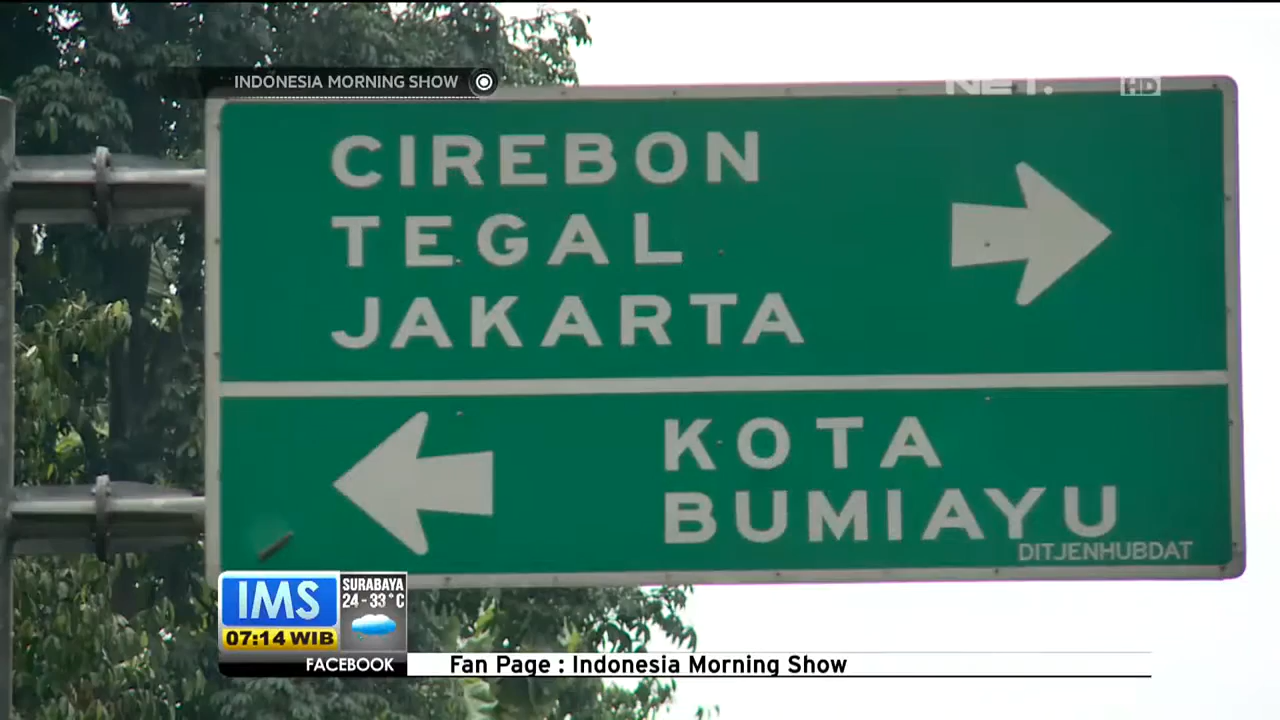 INDONESIA MORNING SHOW
NET.
HD
CIREBON
TEGAL
JAKARTA
KOTA
BUMIAYU
DITJENHUBDAT
IMS
SURABAYA
24-33°C
07:14 WIB
FACEBOOK
Fan Page : Indonesia Morning Show